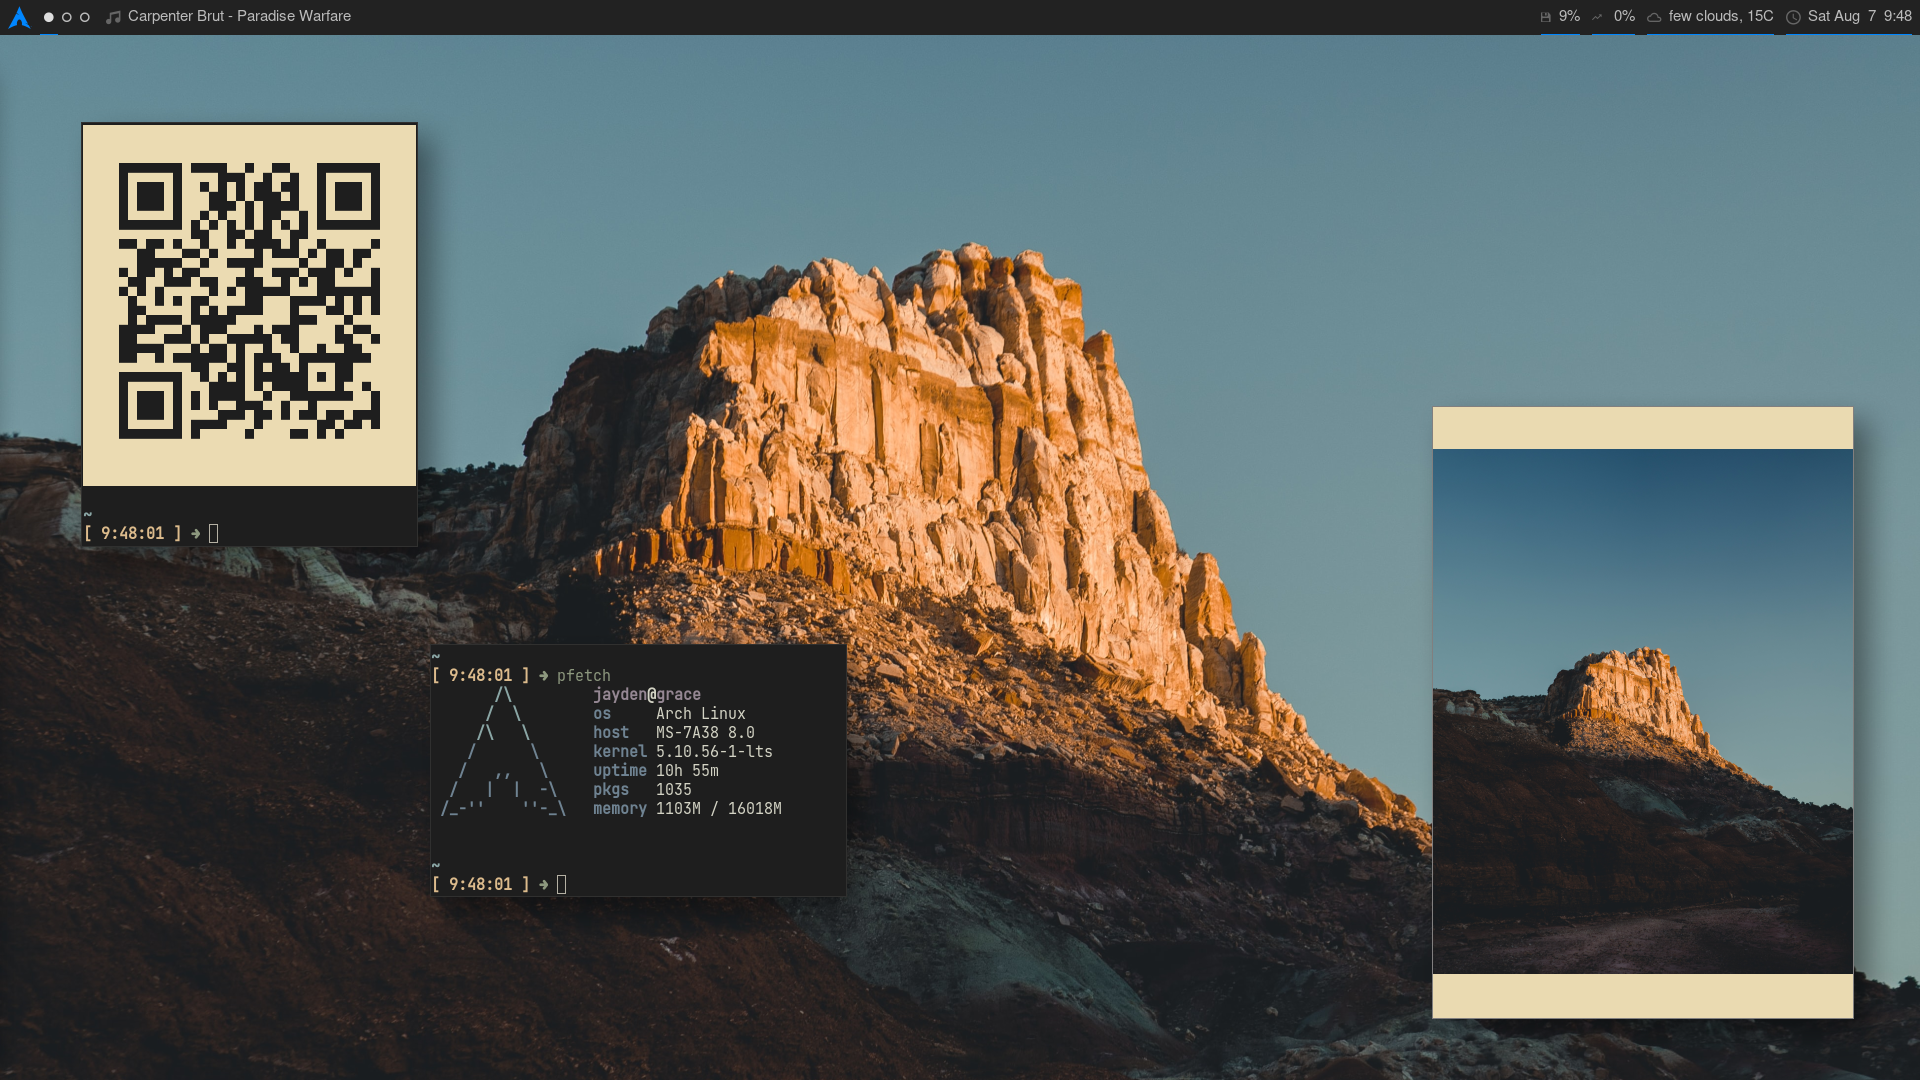 Carpenter Brut - Paradise Warfare
9% 0% few clouds, 15C Sat Aug 7 9:48
~
[ 9:48:01 ] ➜
~
[ 9:48:01 ] ➜ pfetch
jayden@grace
os Arch Linux
host MS-7A38 8.0
kernel 5.10.56-1-lts
uptime 10h 55m
pkgs 1035
memory 1103M / 16018M
~
[ 9:48:01 ] ➜